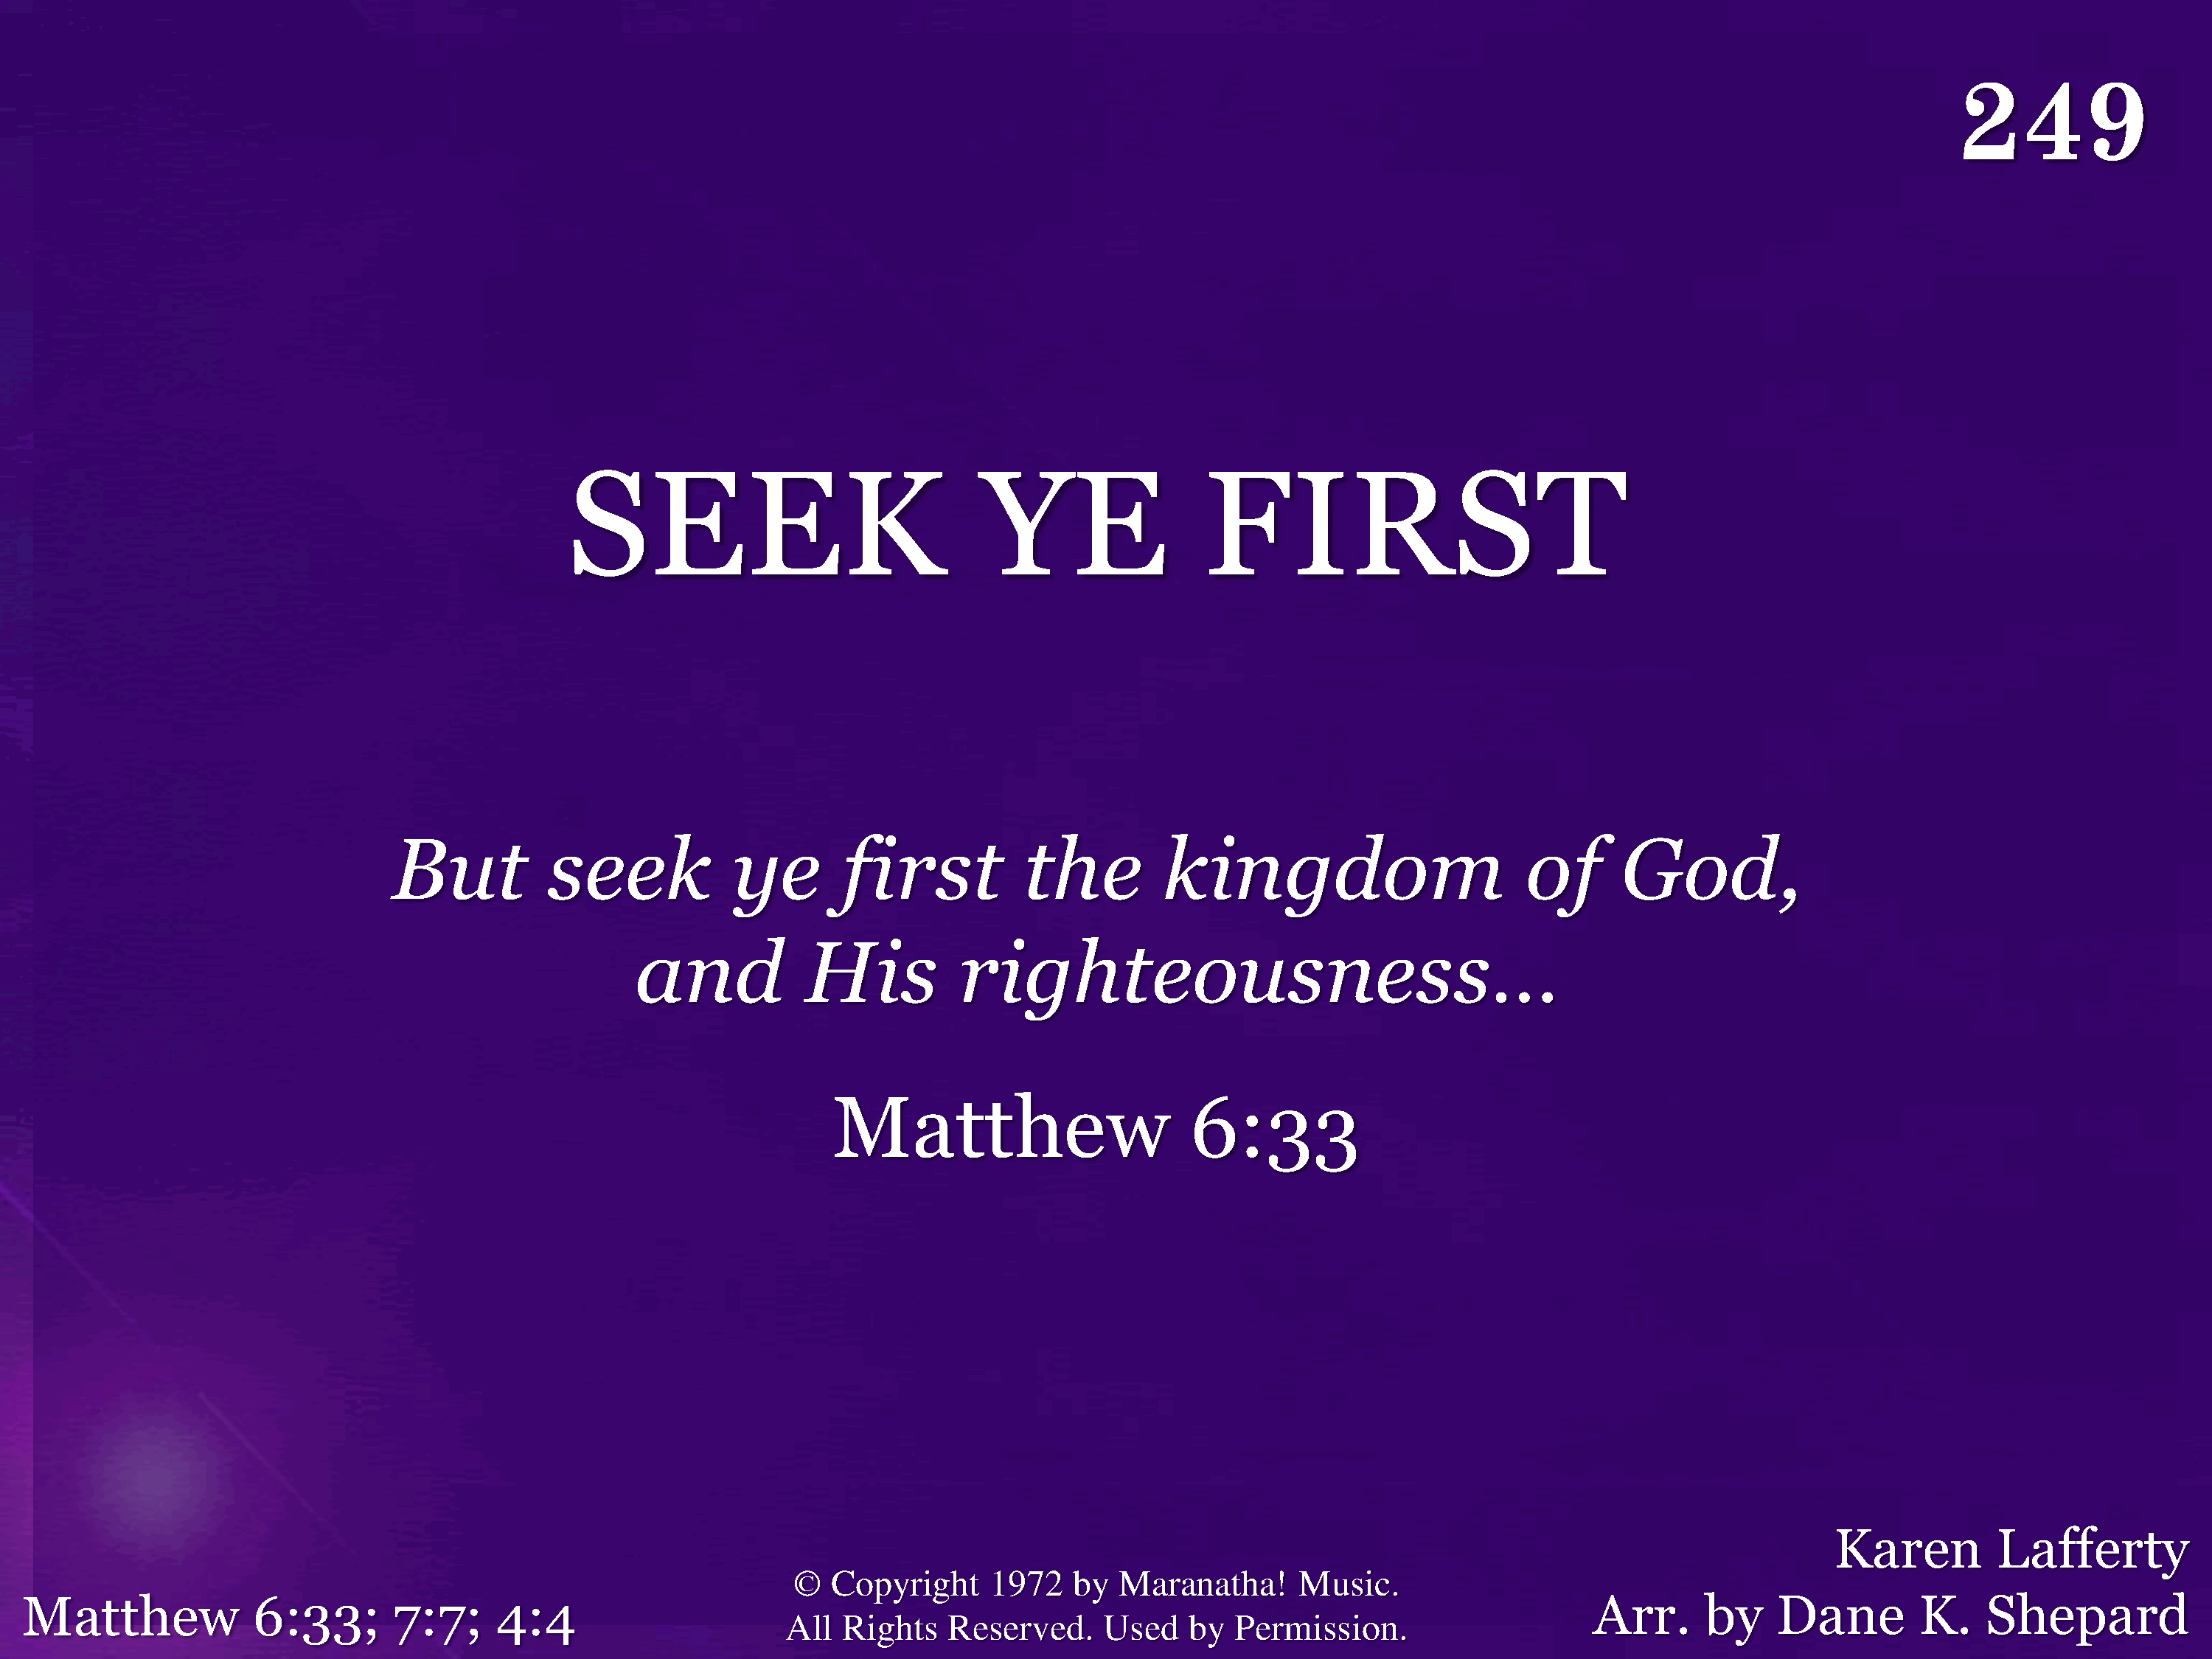 249
SEEK YE FIRST
But seek ye first the kingdom of God,
and His righteousness...
Matthew 6:33
Karen Lafferty
© Copyright 1972 by Maranatha! Music.
Matthew 6:33; 7:7; 4:4
All Rights Reserved. Used by Permission.
Arr. by Dane K. Shepard